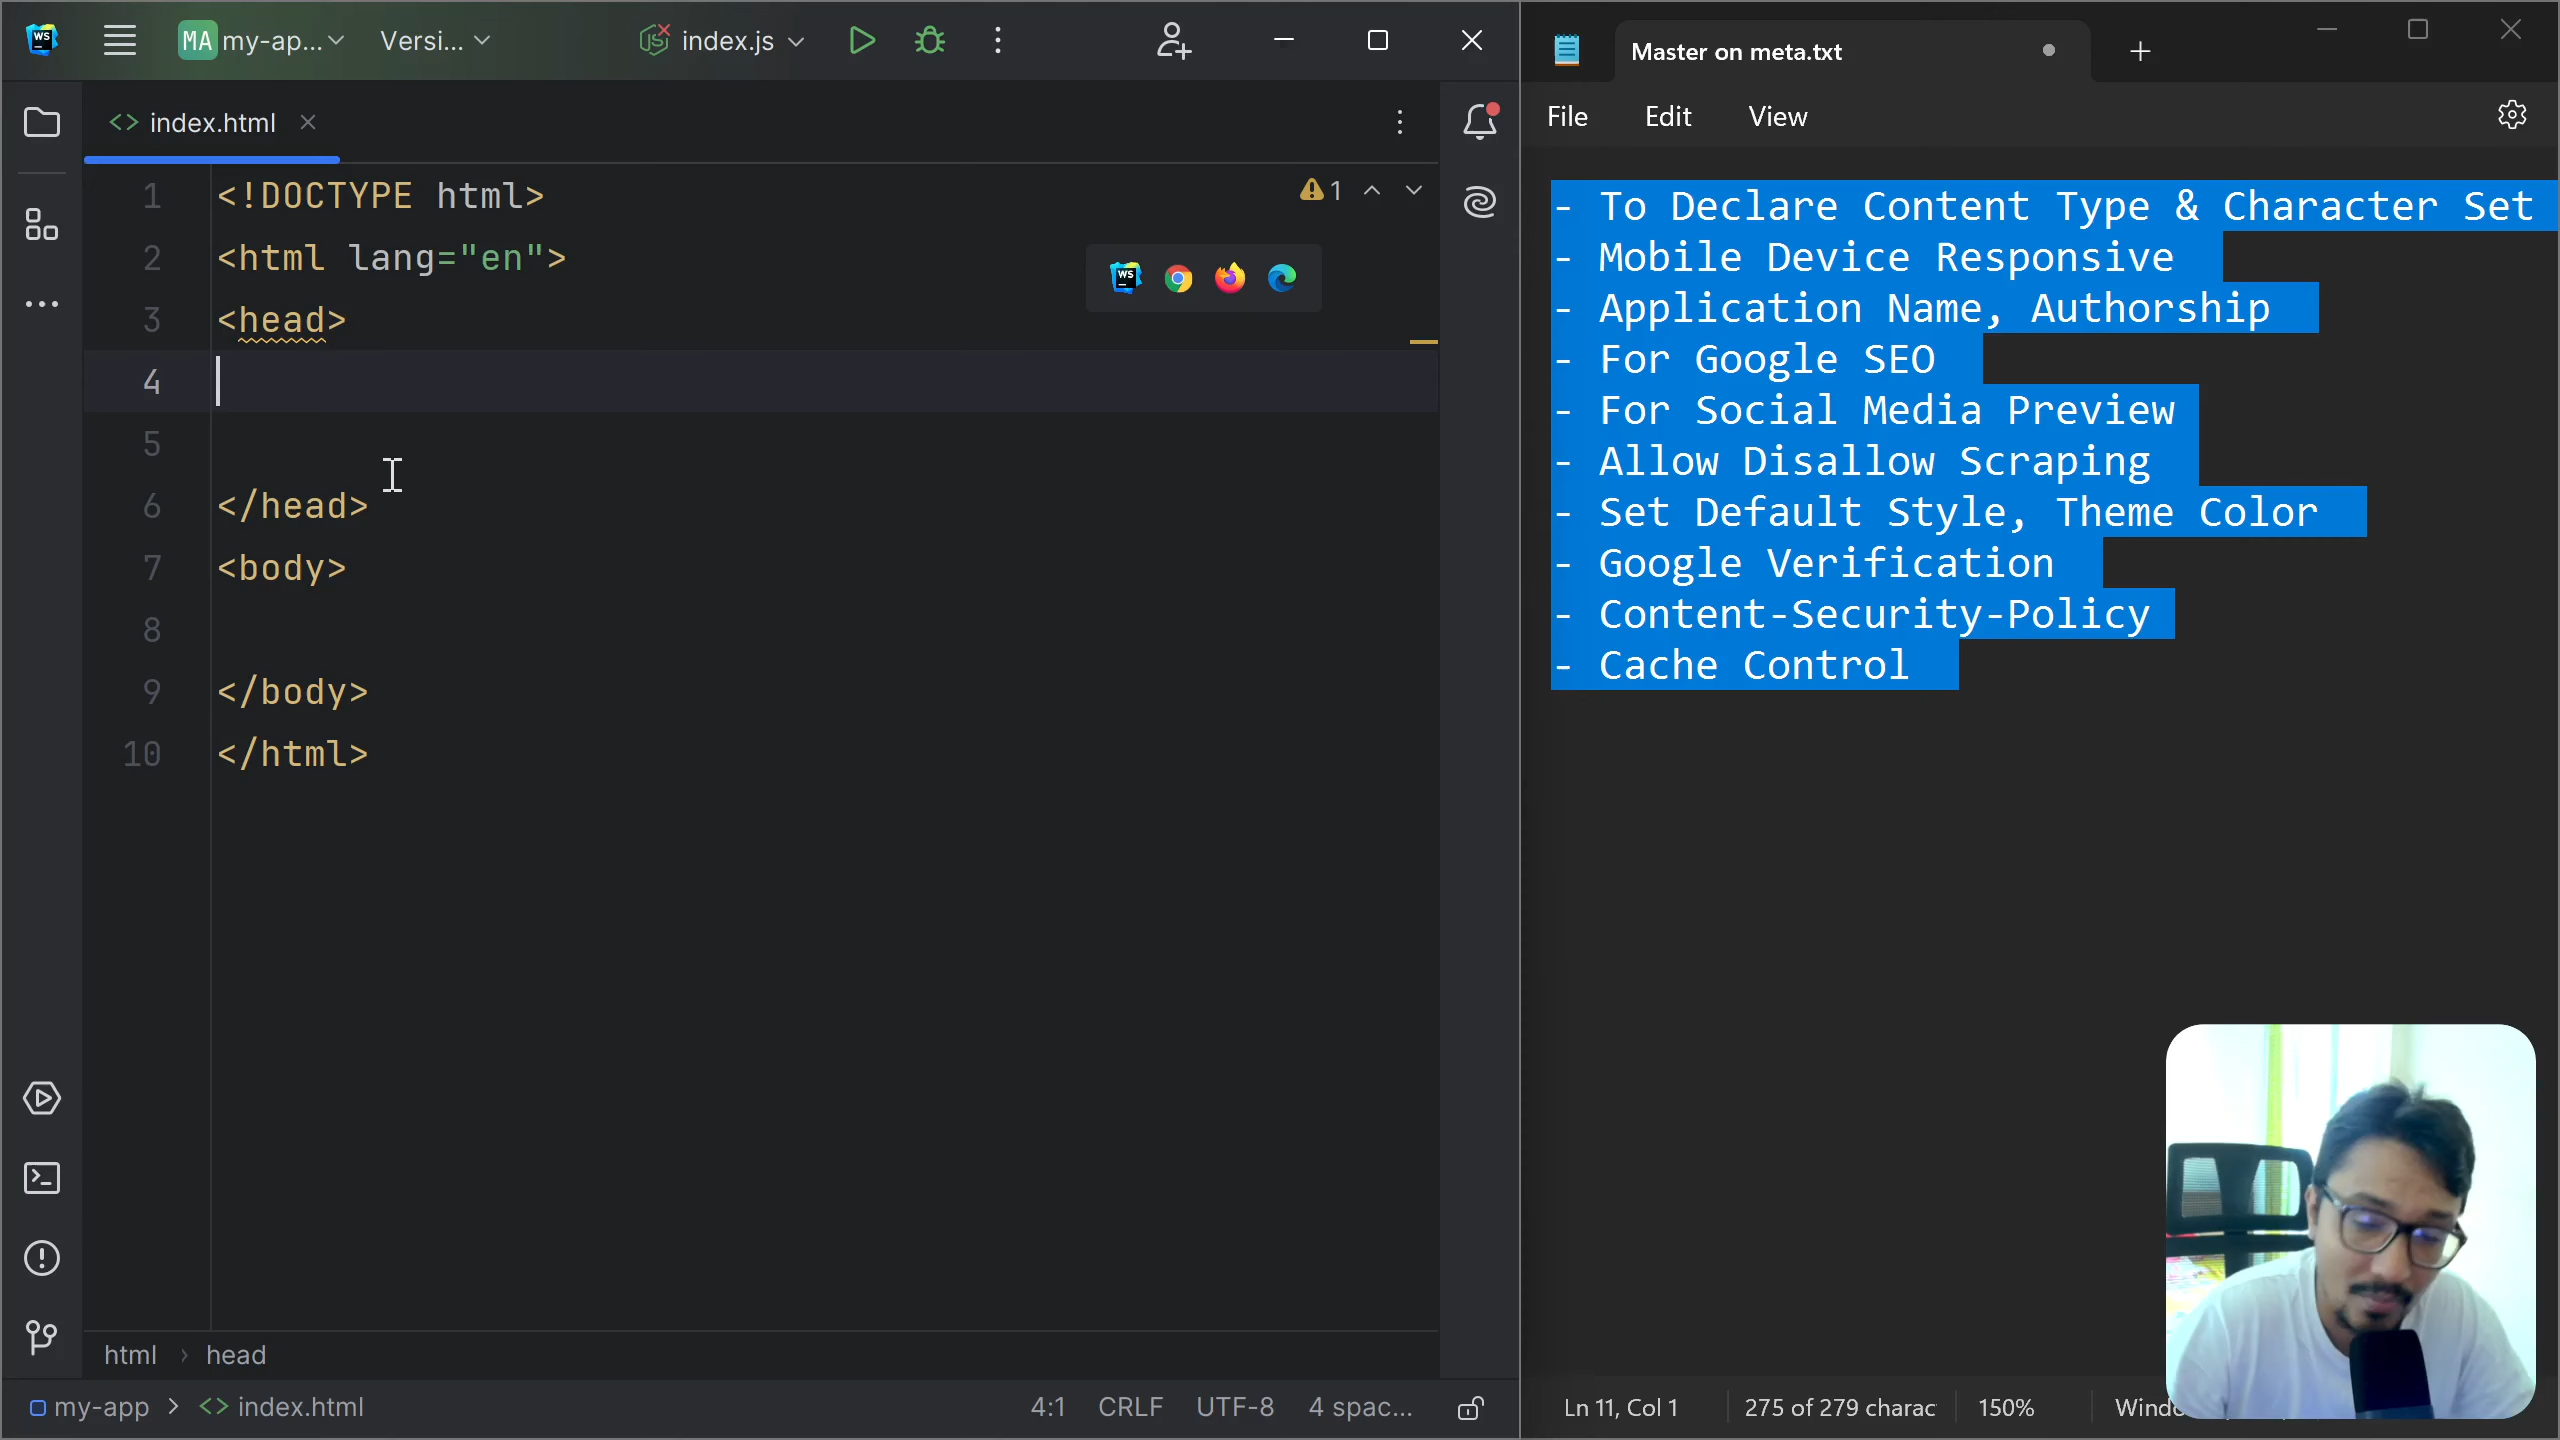 WS
MA my-ap...
Versi...
index.js
index.html
1 <!DOCTYPE html>
2 <html lang="en">
3 <head>
4
5
6 </head>
7 <body>
8
9 </body>
10 </html>
1
WS
html › head
my-app > index.html
4:1 CRLF UTF-8 4 spac...
Master on meta.txt
File Edit View
- To Declare Content Type & Character Set
- Mobile Device Responsive
- Application Name, Authorship
- For Google SEO
- For Social Media Preview
- Allow Disallow Scraping
- Set Default Style, Theme Color
- Google Verification
- Content-Security-Policy
- Cache Control
Ln 11, Col 1 275 of 279 charac 150%